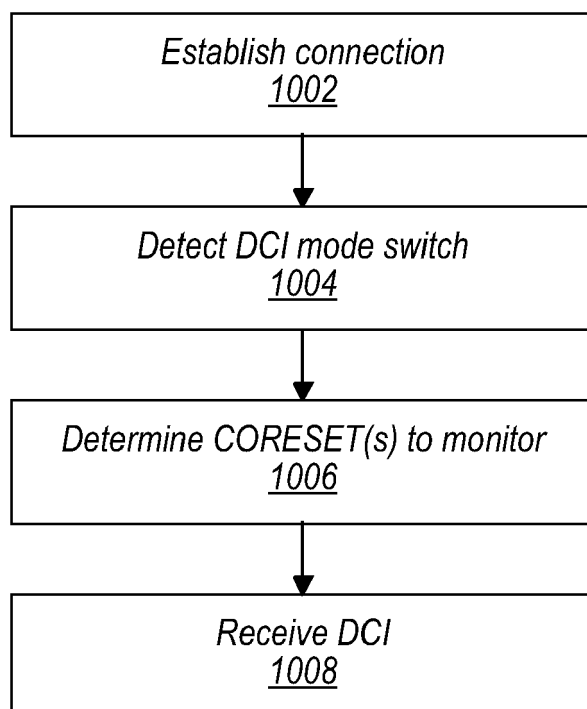 Establish connection
1002
Detect DCI mode switch
1004
Determine CORESET(s) to monitor
1006
Receive DCI
1008